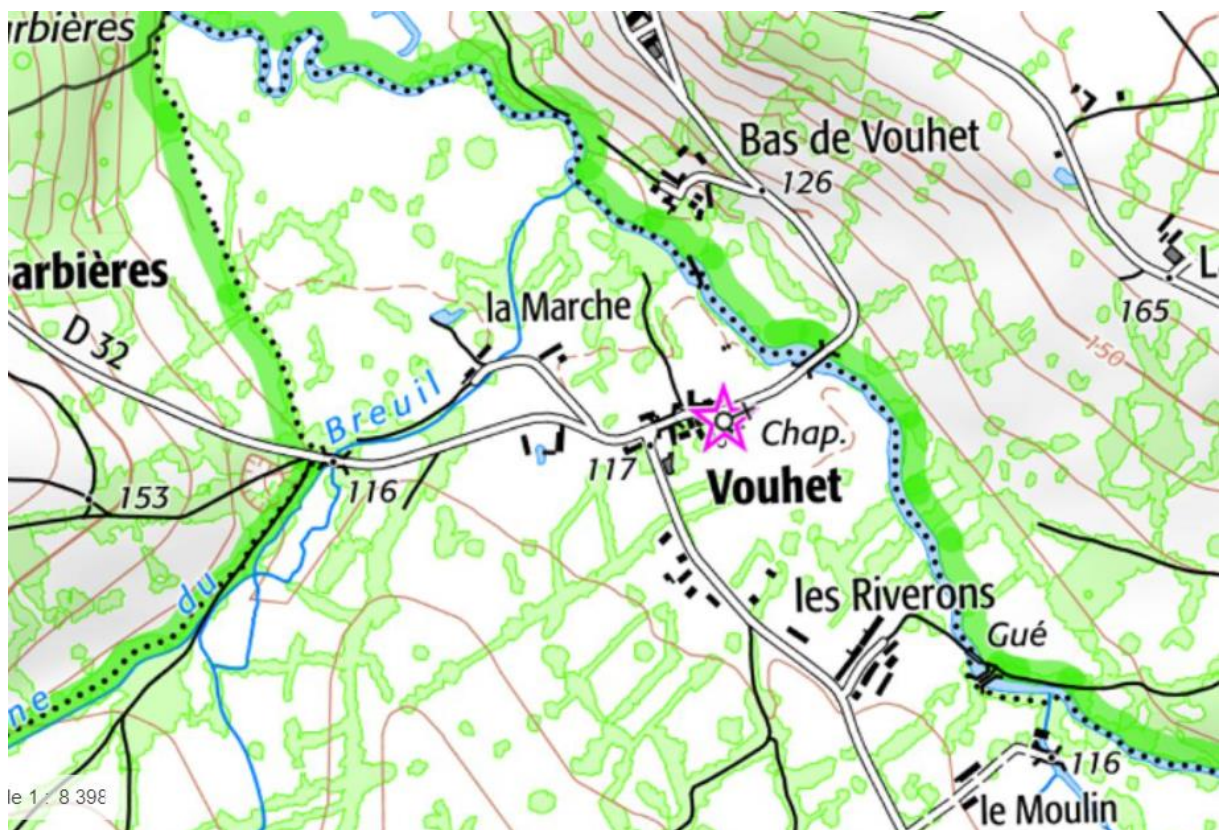 rbières
Bas de Vouhet
126
arbières
la Marche
L
165
150
D 32
Breuil
Chap.
117
Vouhet
116
153
du
les Riverons
Gué
ne
116
le 1 : 8 398
le Moulin